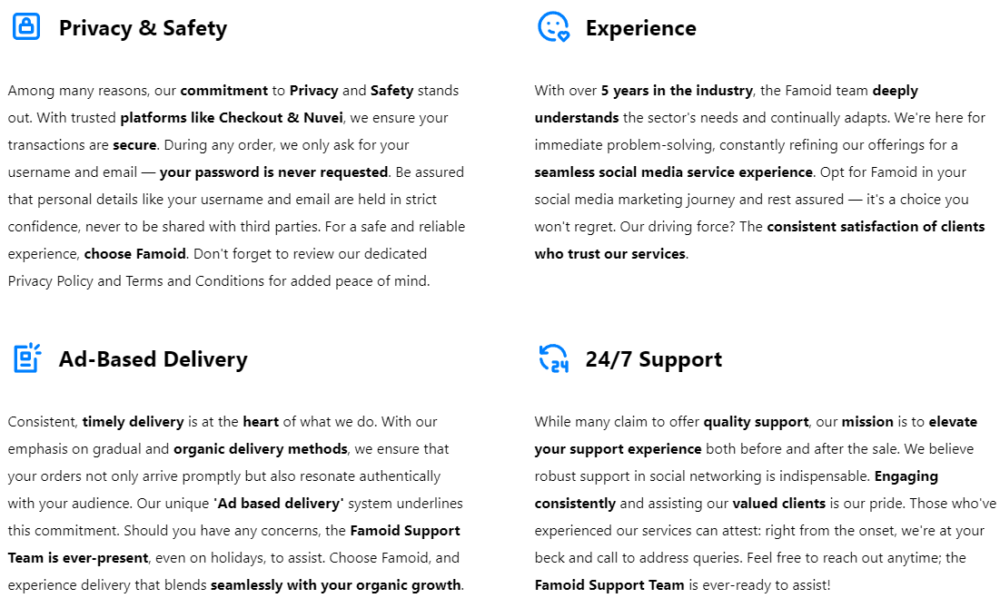 Privacy & Safety
Among many reasons, our commitment to Privacy and Safety stands
out. With trusted platforms like Checkout & Nuvei, we ensure your
transactions are secure. During any order, we only ask for your
username and email — your password is never requested. Be assured
that personal details like your username and email are held in strict
confidence, never to be shared with third parties. For a safe and reliable
experience, choose Famoid. Don't forget to review our dedicated
Privacy Policy and Terms and Conditions for added peace of mind.
Experience
With over 5 years in the industry, the Famoid team deeply
understands the sector's needs and continually adapts. We're here for
immediate problem-solving, constantly refining our offerings for a
seamless social media service experience. Opt for Famoid in your
social media marketing journey and rest assured — it's a choice you
won't regret. Our driving force? The consistent satisfaction of clients
who trust our services.
Ad-Based Delivery
Consistent, timely delivery is at the heart of what we do. With our
emphasis on gradual and organic delivery methods, we ensure that
your orders not only arrive promptly but also resonate authentically
with your audience. Our unique 'Ad based delivery' system underlines
this commitment. Should you have any concerns, the Famoid Support
Team is ever-present, even on holidays, to assist. Choose Famoid, and
experience delivery that blends seamlessly with your organic growth.
24
24/7 Support
While many claim to offer quality support, our mission is to elevate
your support experience both before and after the sale. We believe
robust support in social networking is indispensable. Engaging
consistently and assisting our valued clients is our pride. Those who've
experienced our services can attest: right from the onset, we're at your
beck and call to address queries. Feel free to reach out anytime; the
Famoid Support Team is ever-ready to assist!